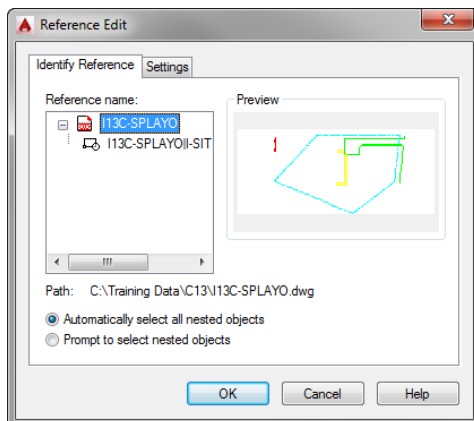 Reference Edit
Identify Reference
Settings
Reference name:
Preview
I13C-SPLAYO
I13C-SPLAYO|I-SIT
Path: C:\Training Data\C13\I13C-SPLAYO.dwg
Automatically select all nested objects
Prompt to select nested objects
OK
Cancel
Help